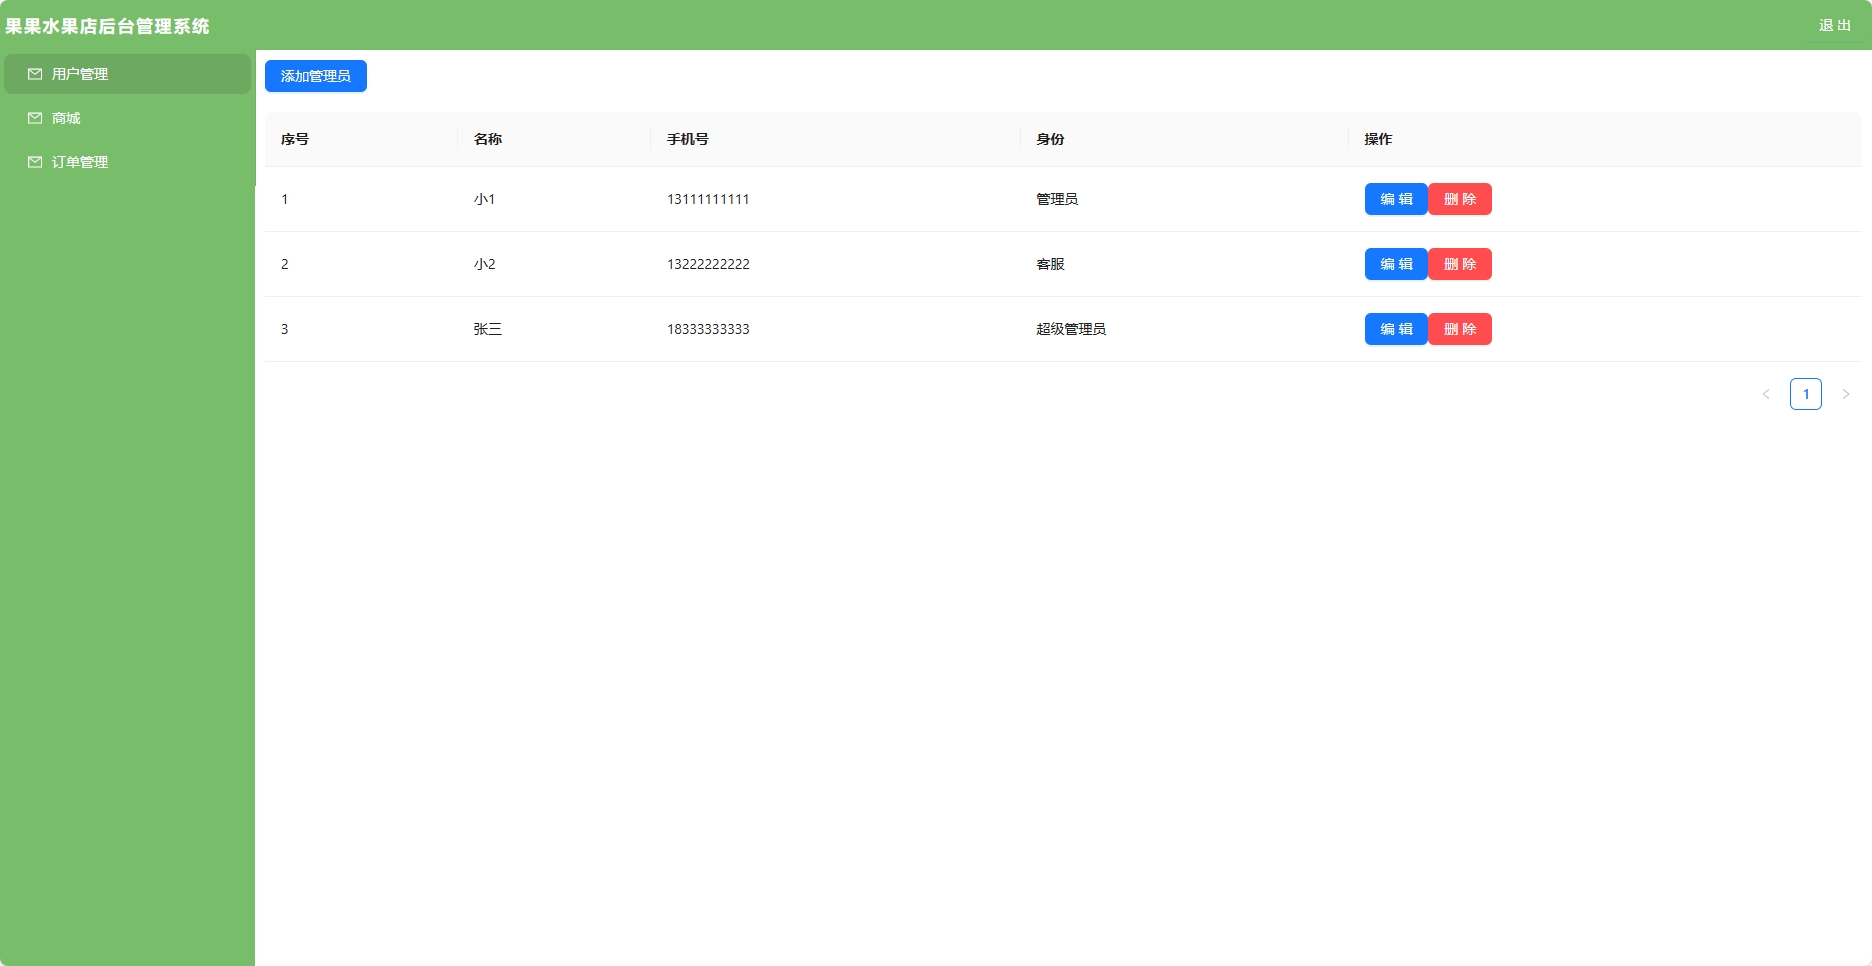 果果水果店后台管理系统 退 出
用户管理
商城
订单管理
添加管理员
序号 名称 手机号 身份 操作
1 小1 13111111111 管理员 编 辑 删 除
2 小2 13222222222 客服 编 辑 删 除
3 张三 18333333333 超级管理员 编 辑 删 除
< 1 >